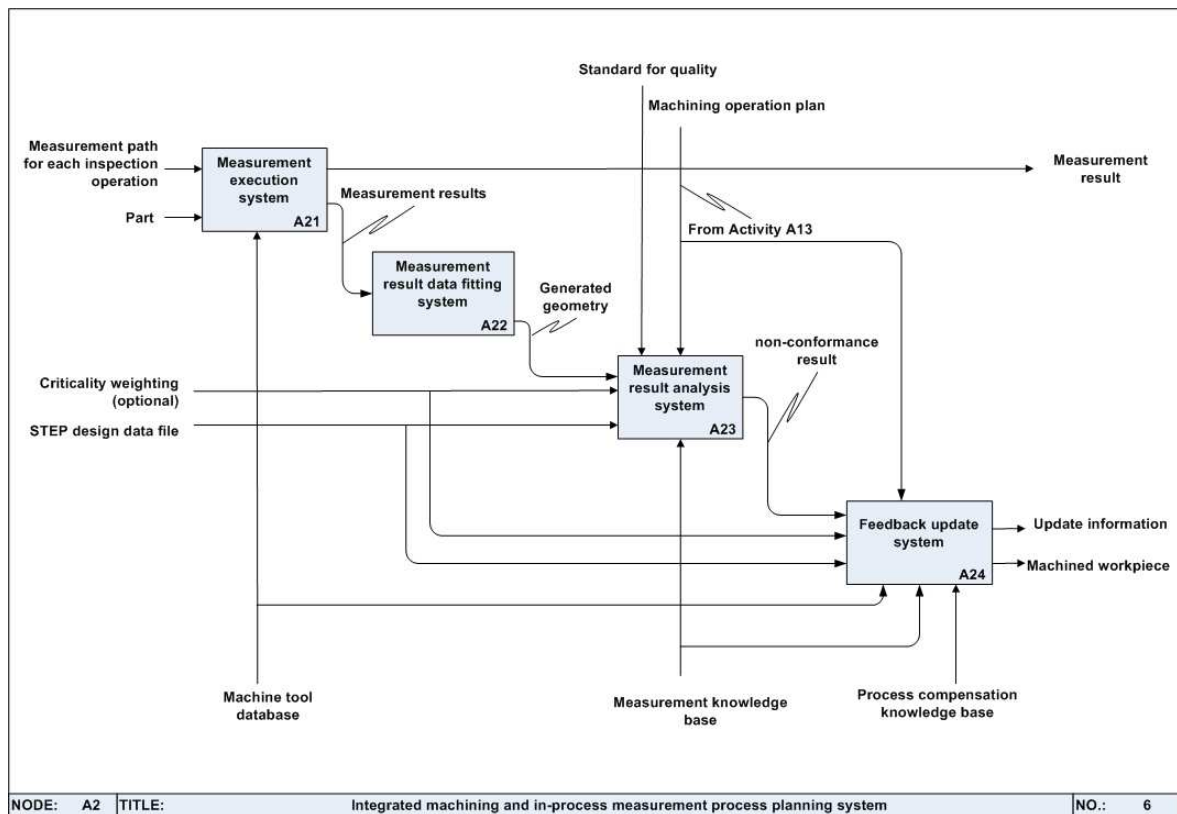 Standard for quality
Machining operation plan
Measurement path
for each inspection
operation
Measurement
execution
system
A21
Measurement
result
Part
Measurement results
From Activity A13
Measurement
result data fitting
system
A22
Generated
geometry
non-conformance
result
Criticality weighting
(optional)
STEP design data file
Measurement
result analysis
system
A23
Feedback update
system
A24
Update information
Machined workpiece
Machine tool
database
Measurement knowledge
base
Process compensation
knowledge base
NODE: A2 TITLE: Integrated machining and in-process measurement process planning system NO.: 6